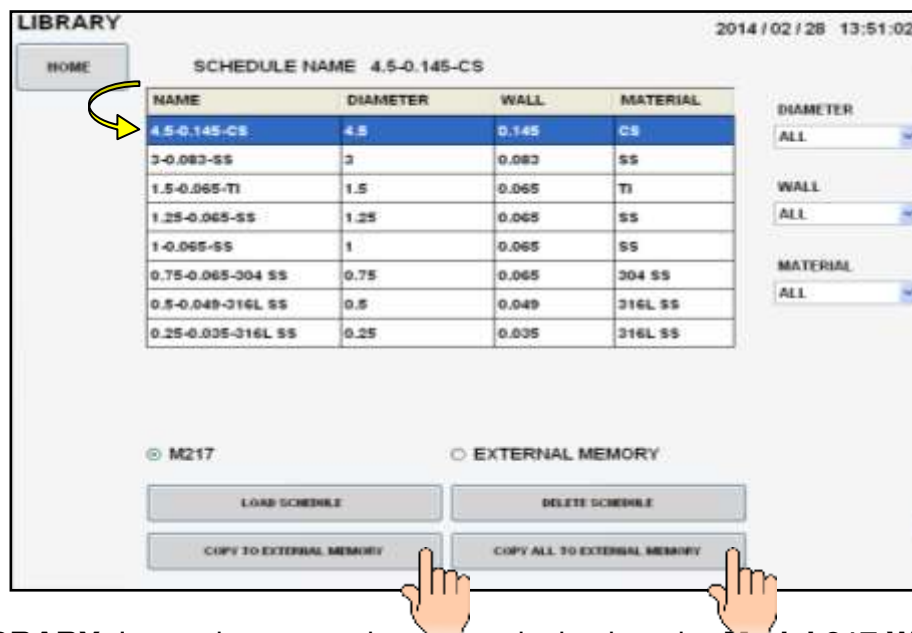 LIBRARY
2014 / 02 / 28 13:51:02
HOME
SCHEDULE NAME 4.5-0.145-CS
NAME DIAMETER WALL MATERIAL
4.5-0.145-CS 4.5 0.145 CS
3-0.083-SS 3 0.083 SS
1.5-0.065-TI 1.5 0.065 TI
1.25-0.065-SS 1.25 0.065 SS
1-0.065-SS 1 0.065 SS
0.75-0.065-304 SS 0.75 0.065 304 SS
0.5-0.049-316L SS 0.5 0.049 316L SS
0.25-0.035-316L SS 0.25 0.035 316L SS
DIAMETER
ALL
WALL
ALL
MATERIAL
ALL
M217 EXTERNAL MEMORY
LOAD SCHEDULE DELETE SCHEDULE
COPY TO EXTERNAL MEMORY COPY ALL TO EXTERNAL MEMORY